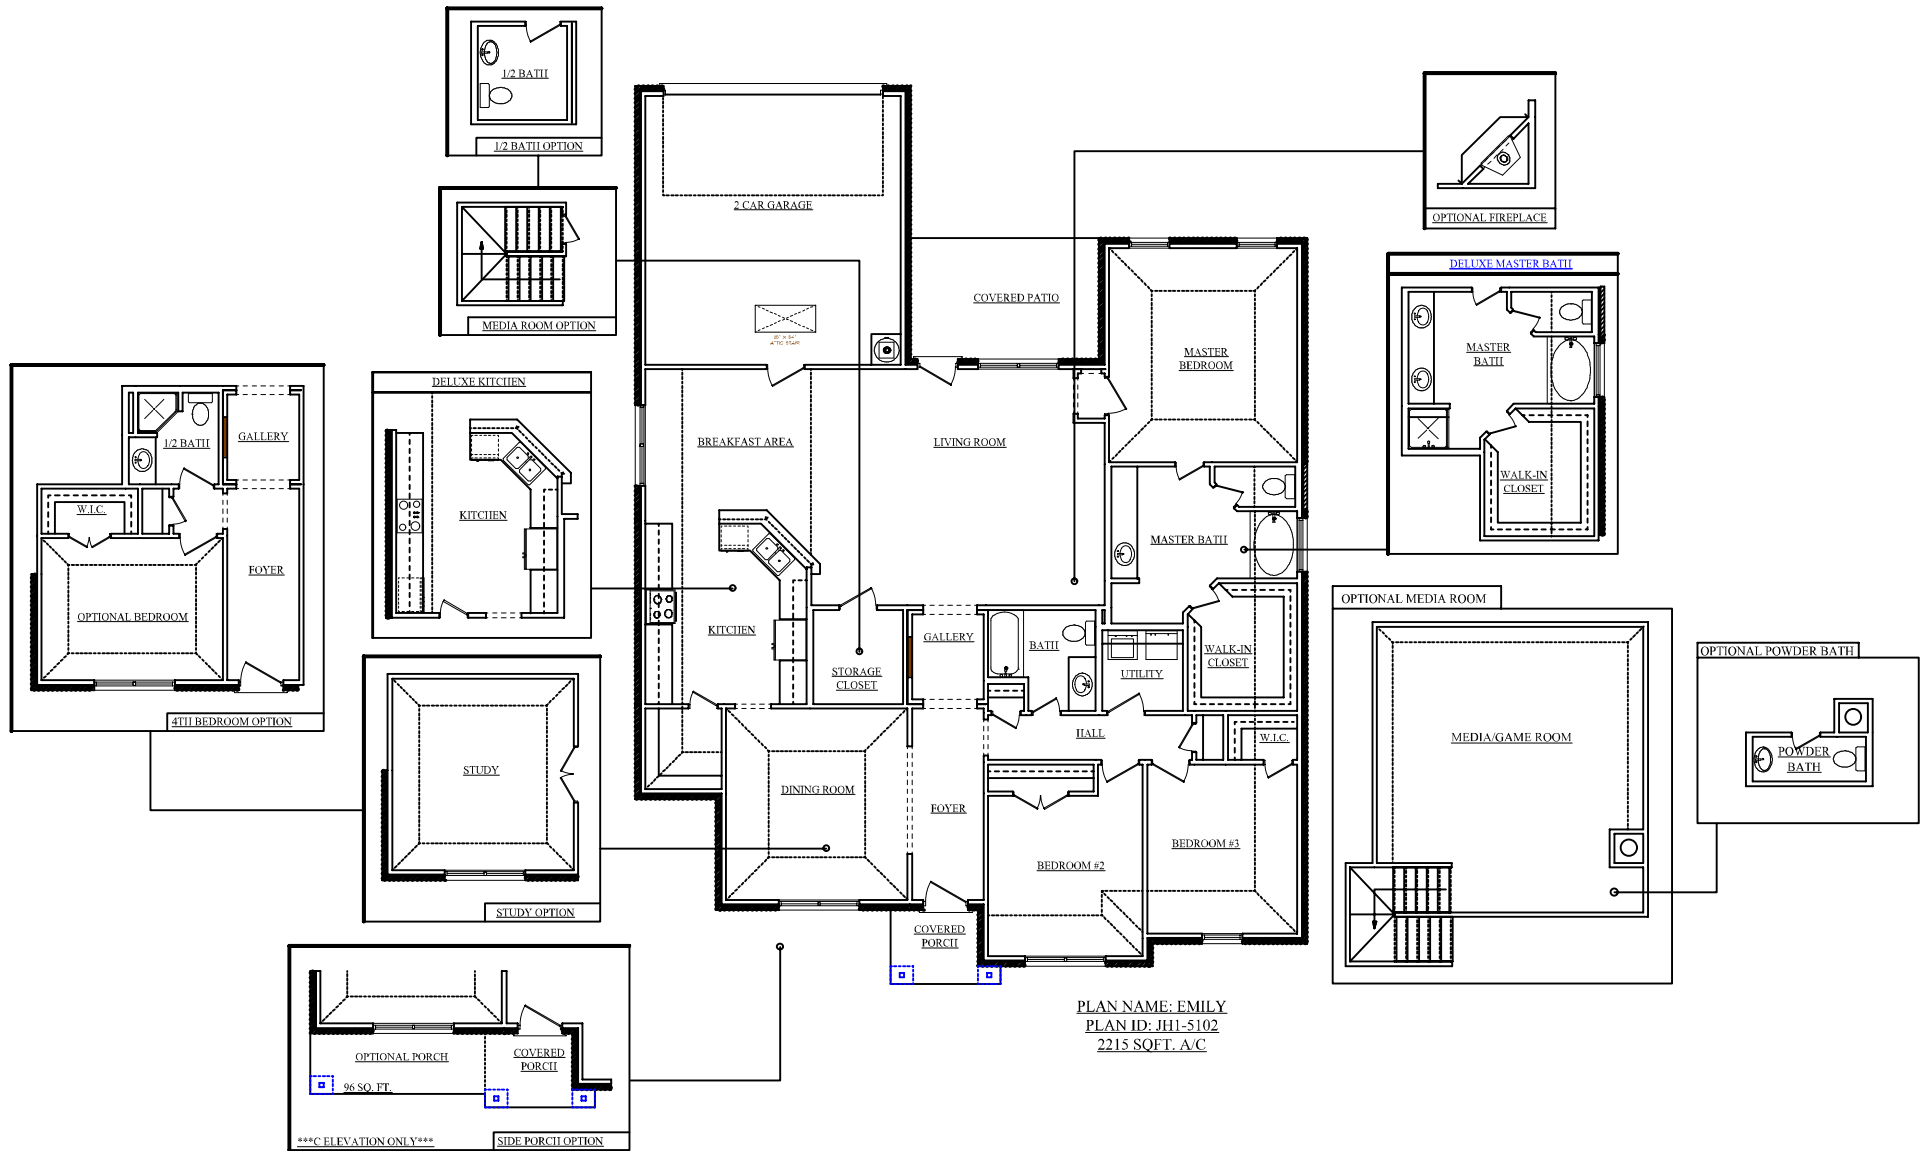 1/2 BATH
1/2 BATH OPTION
MEDIA ROOM OPTION
2 CAR GARAGE
25" X 54"
ATTIC STAIR
COVERED PATIO
OPTIONAL FIREPLACE
DELUXE MASTER BATH
MASTER
BATH
WALK-IN
CLOSET
MASTER
BEDROOM
DELUXE KITCHEN
KITCHEN
GALLERY
1/2 BATH
W.I.C.
FOYER
OPTIONAL BEDROOM
4TH BEDROOM OPTION
BREAKFAST AREA
LIVING ROOM
MASTER BATH
KITCHEN
STORAGE
CLOSET
GALLERY
BATH
UTILITY
WALK-IN
CLOSET
HALL
W.I.C.
STUDY
STUDY OPTION
DINING ROOM
FOYER
BEDROOM #2
BEDROOM #3
COVERED
PORCH
OPTIONAL MEDIA ROOM
MEDIA/GAME ROOM
OPTIONAL POWDER BATH
POWDER
BATH
OPTIONAL PORCH
96 SQ. FT.
COVERED
PORCH
***C ELEVATION ONLY***
SIDE PORCH OPTION
PLAN NAME: EMILY
PLAN ID: JH1-5102
2215 SQFT. A/C